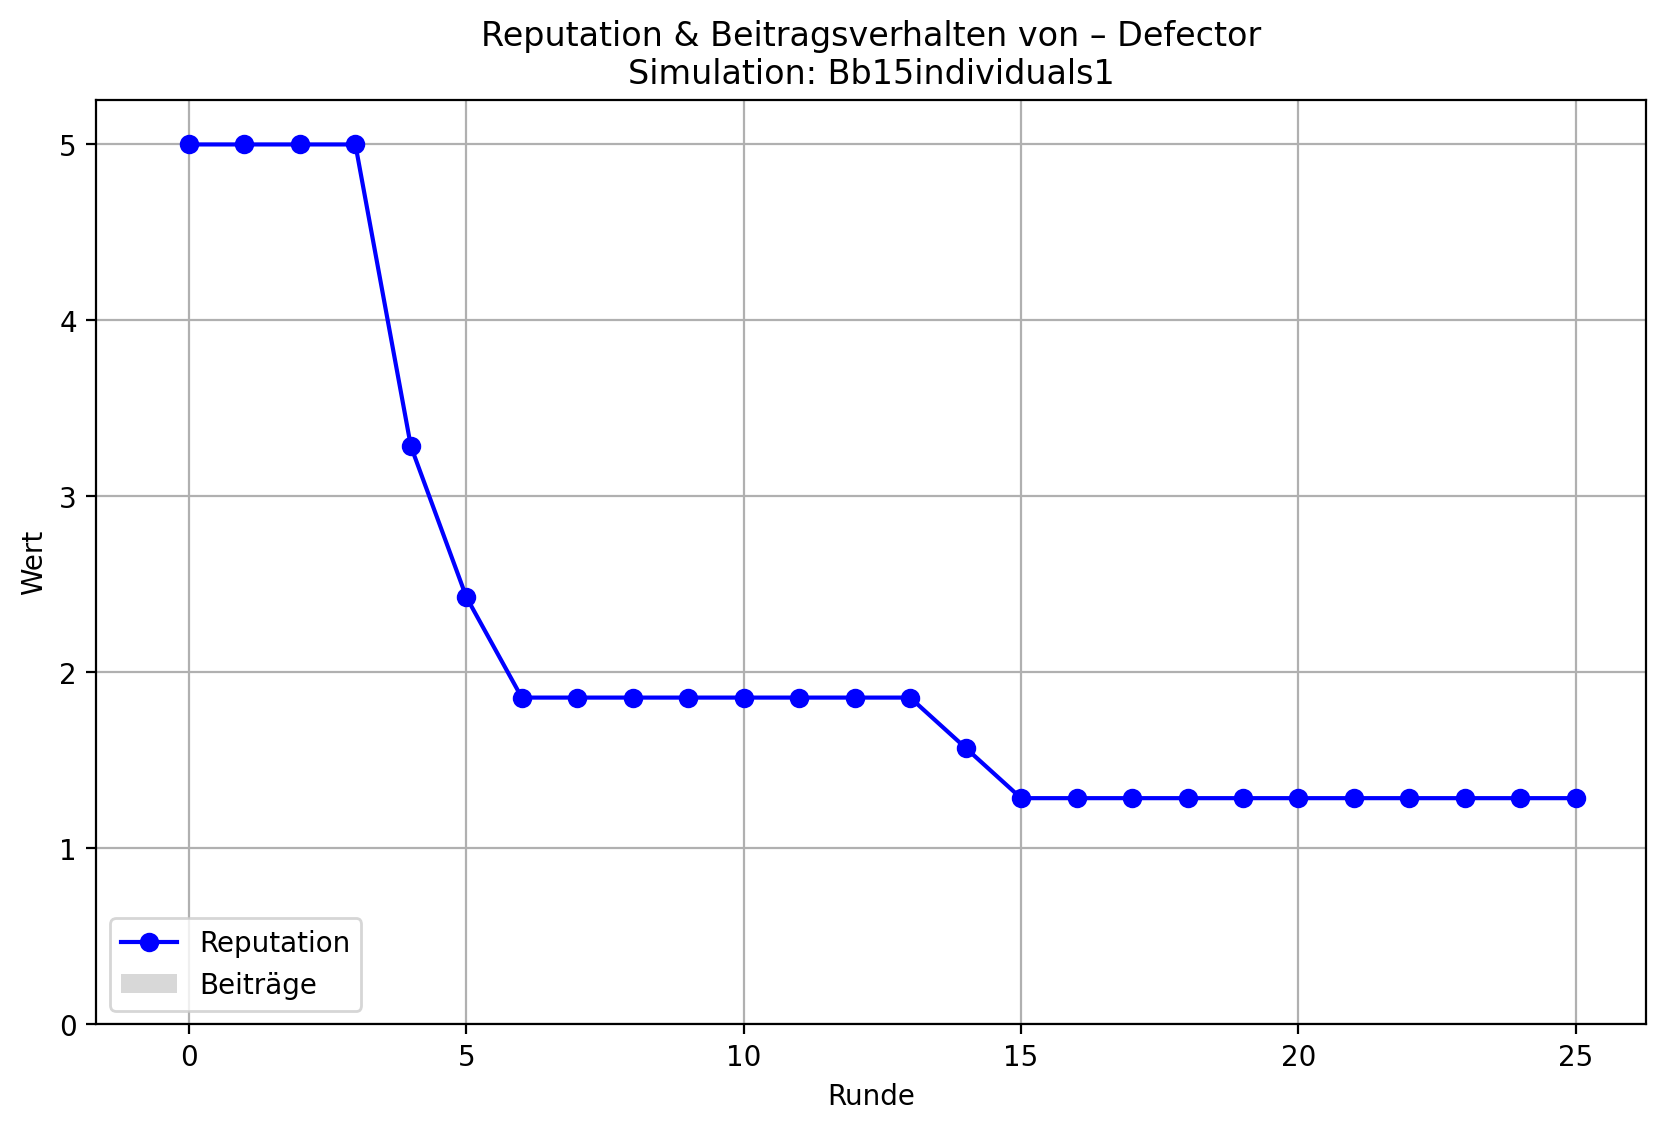 Reputation & Beitragsverhalten von – Defector
Simulation: Bb15individuals1
Wert
5
4
3
2
1
0
Reputation
Beiträge
0 5 10 15 20 25
Runde